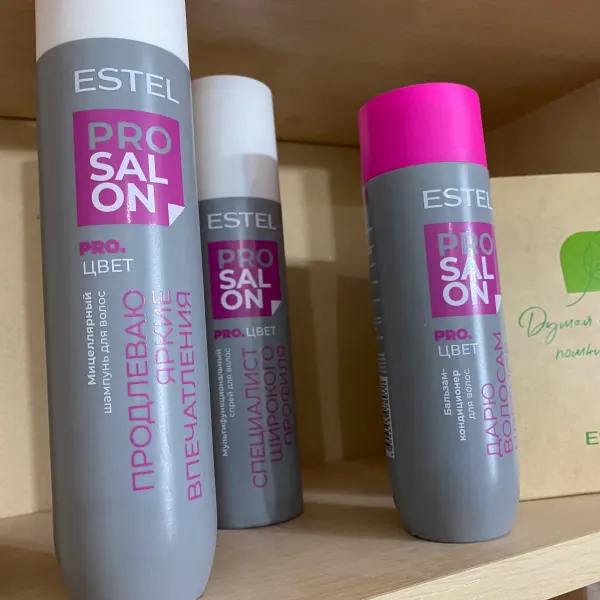 ESTEL
PRO
SAL
ON
PRO.
ЦВЕТ
Мицеллярный
шампунь для волос
ПРОДЛЕВАЮ
ЯРКИЕ
ВПЕЧАТЛЕНИЯ
ESTEL
PRO
SAL
ON
PRO.ЦВЕТ
Мультифункциональный
спрей для волос
СПЕЦИАЛИСТ
ШИРОКОГО
ПРОФИЛЯ
ESTEL
PRO
SAL
ON
PRO.
ЦВЕТ
Бальзам-
кондиционер
для волос
ДАРЮ
ВОЛОСАМ
Думая
E